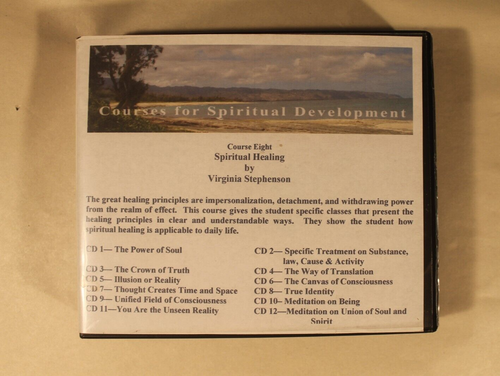 Courses for Spiritual Development
Course Eight
Spiritual Healing
by
Virginia Stephenson
The great healing principles are impersonalization, detachment, and withdrawing power
from the realm of effect. This course gives the student specific classes that present the
healing principles in clear and understandable ways. They show the student how
spiritual healing is applicable to daily life.
CD 1— The Power of Soul
CD 2— Specific Treatment on Substance,
law, Cause & Activity
CD 3— The Crown of Truth
CD 4— The Way of Translation
CD 5— Illusion or Reality
CD 6— The Canvas of Consciousness
CD 7— Thought Creates Time and Space
CD 8— True Identity
CD 9— Unified Field of Consciousness
CD 10– Meditation on Being
CD 11—You Are the Unseen Reality
CD 12—Meditation on Union of Soul and
Spirit